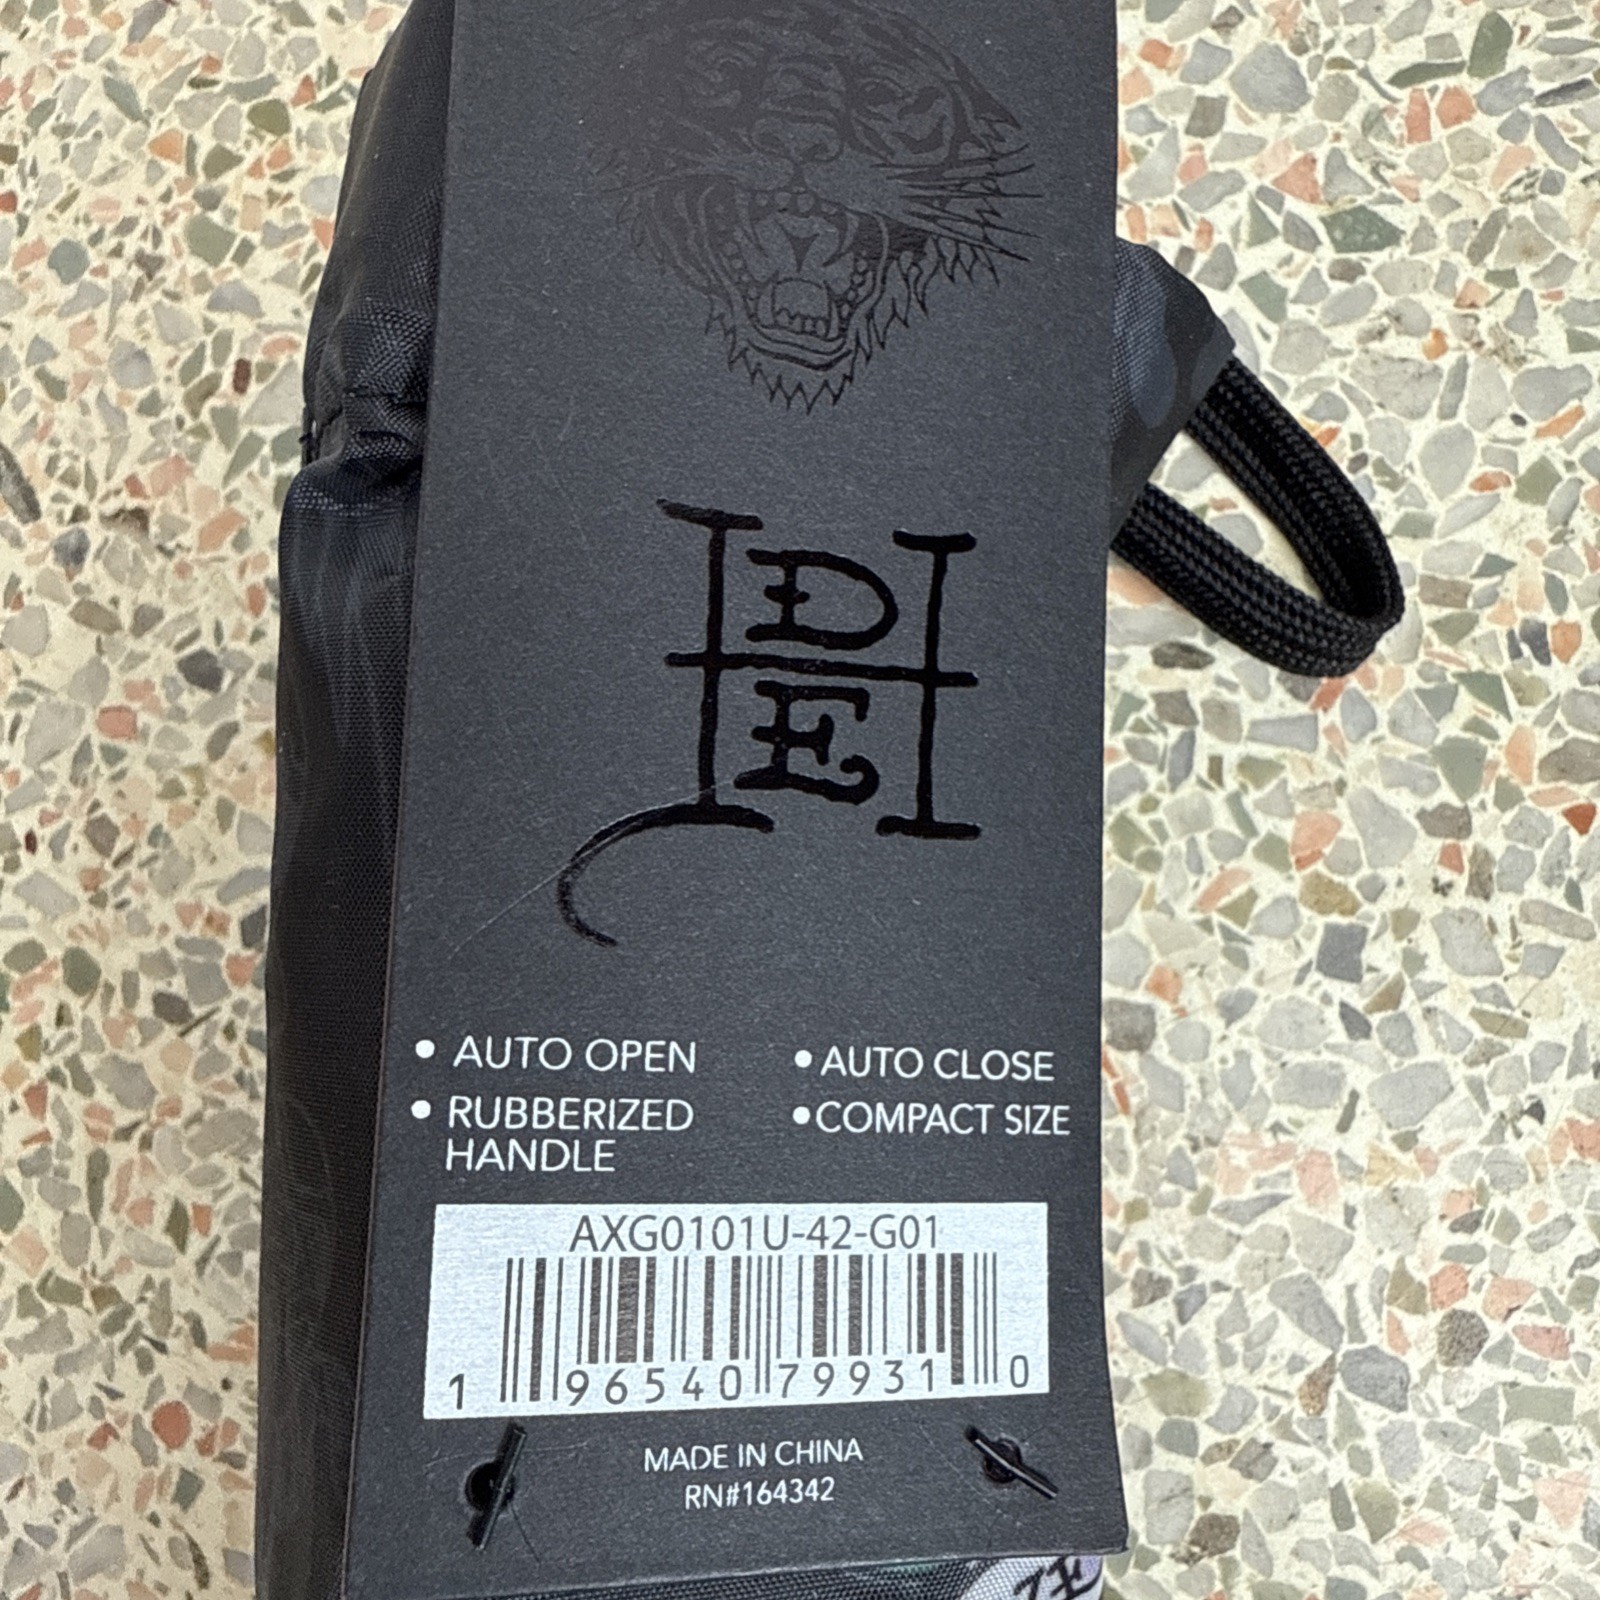 DEH
• AUTO OPEN
• AUTO CLOSE
• RUBBERIZED HANDLE
• COMPACT SIZE
AXG0101U-42-G01
1 96540 79931 0
MADE IN CHINA
RN#164342